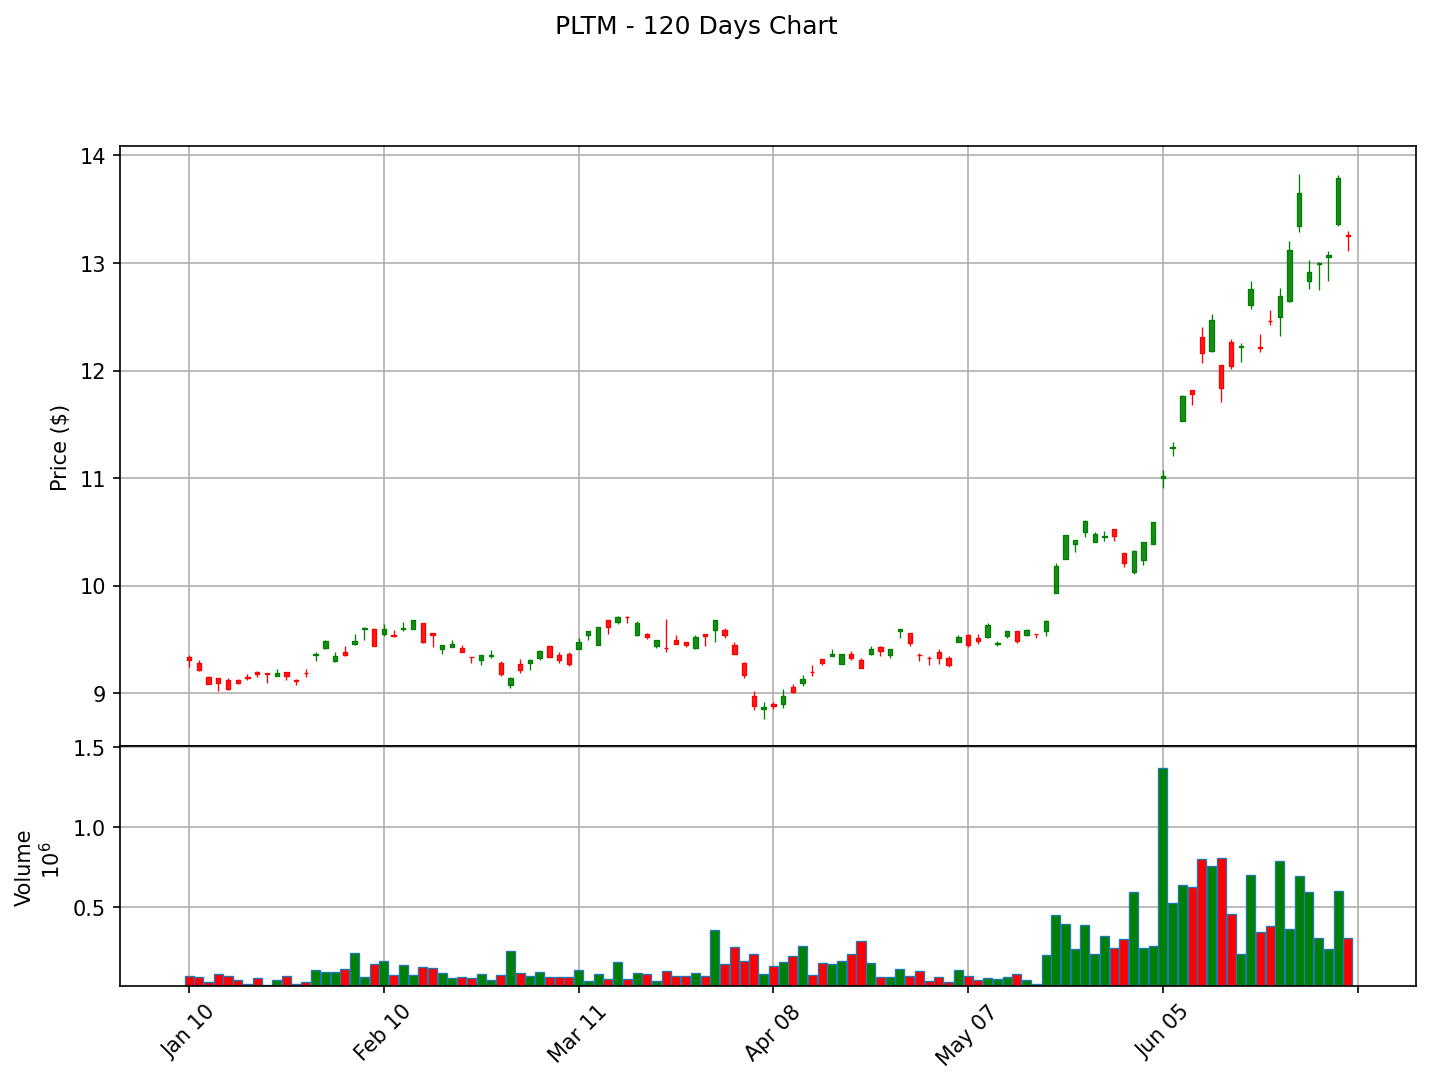 PLTM - 120 Days Chart
14
13
12
11
10
9
Price ($)
1.5
1.0
0.5
Volume
10⁶
Jan 10
Feb 10
Mar 11
Apr 08
May 07
Jun 05